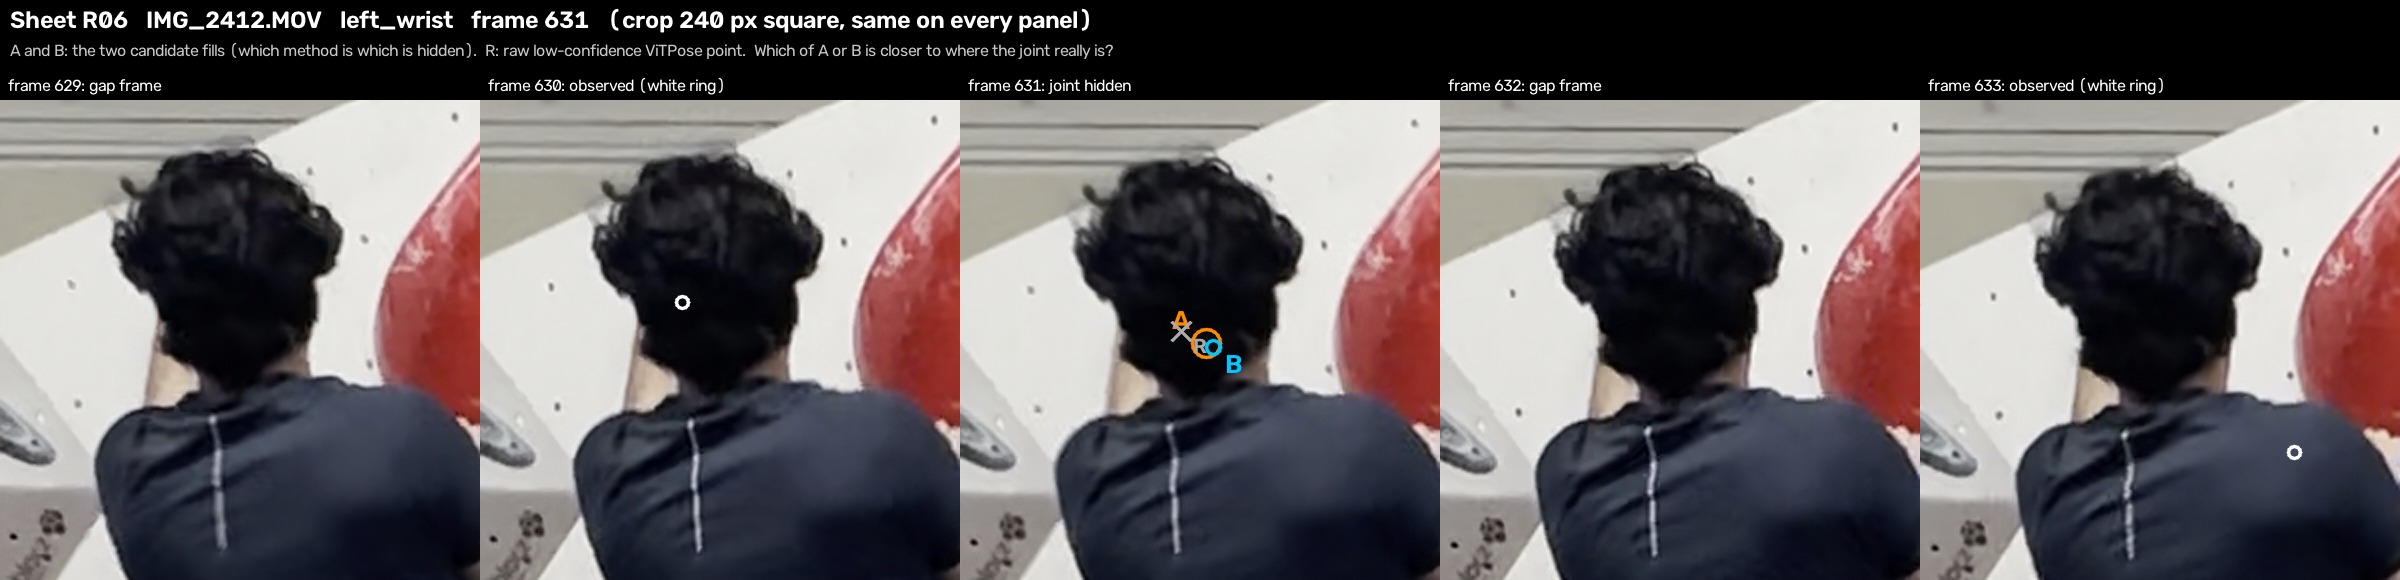 Sheet R06 IMG_2412.MOV left_wrist frame 631 (crop 240 px square, same on every panel)
A and B: the two candidate fills (which method is which is hidden). R: raw low-confidence ViTPose point. Which of A or B is closer to where the joint really is?
frame 629: gap frame
frame 630: observed (white ring)
frame 631: joint hidden
frame 632: gap frame
frame 633: observed (white ring)
A
R
B